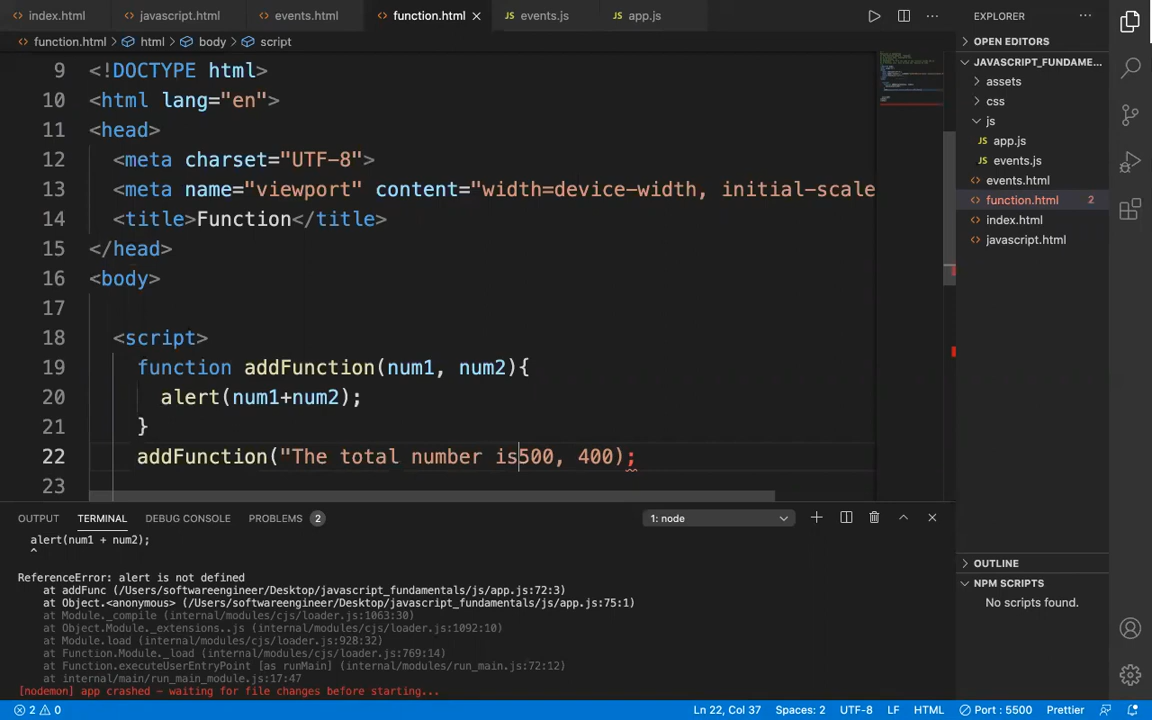 index.html
javascript.html
events.html
function.html
events.js
app.js
function.html > html > body > script
9 <!DOCTYPE html>
10 <html lang="en">
11 <head>
12 <meta charset="UTF-8">
13 <meta name="viewport" content="width=device-width, initial-scale
14 <title>Function</title>
15 </head>
16 <body>
17
18 <script>
19 function addFunction(num1, num2){
20 alert(num1+num2);
21 }
22 addFunction("The total number is500, 400);
23
EXPLORER
OPEN EDITORS
JAVASCRIPT_FUNDAME...
assets
css
js
app.js
events.js
events.html
function.html 2
index.html
javascript.html
OUTLINE
NPM SCRIPTS
No scripts found.
OUTPUT TERMINAL DEBUG CONSOLE PROBLEMS 2 1: node
alert(num1 + num2);
^
ReferenceError: alert is not defined
at addFunc (/Users/softwareengineer/Desktop/javascript_fundamentals/js/app.js:72:3)
at Object.<anonymous> (/Users/softwareengineer/Desktop/javascript_fundamentals/js/app.js:75:1)
at Module._compile (internal/modules/cjs/loader.js:1063:30)
at Object.Module._extensions..js (internal/modules/cjs/loader.js:1092:10)
at Module.load (internal/modules/cjs/loader.js:928:32)
at Function.Module._load (internal/modules/cjs/loader.js:769:14)
at Function.executeUserEntryPoint [as runMain] (internal/modules/run_main.js:72:12)
at internal/main/run_main_module.js:17:47
[nodemon] app crashed - waiting for file changes before starting...
2 0 Ln 22, Col 37 Spaces: 2 UTF-8 LF HTML Port : 5500 Prettier